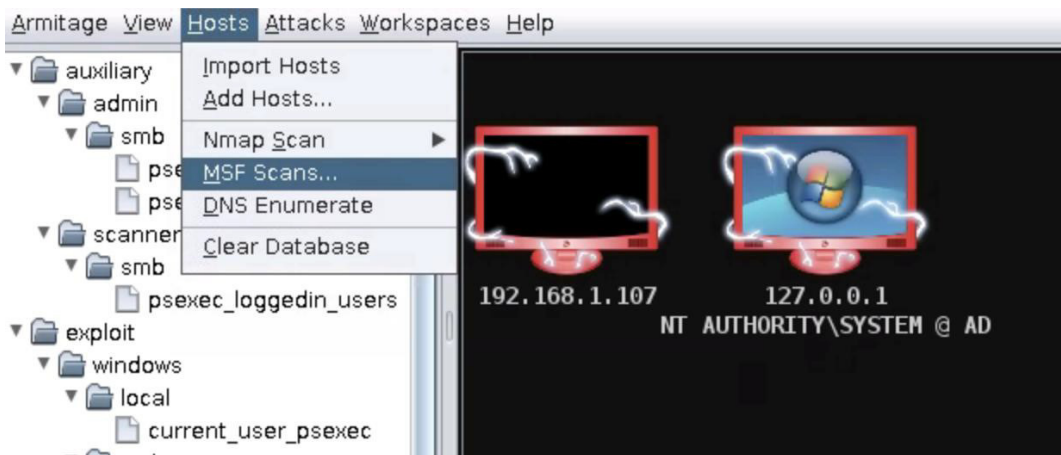 Armitage View Hosts Attacks Workspaces Help
auxiliary
admin
smb
pse
pse
scanner
smb
psexec_loggedin_users
exploit
windows
local
current_user_psexec
Import Hosts
Add Hosts...
Nmap Scan
MSF Scans...
DNS Enumerate
Clear Database
192.168.1.107
127.0.0.1
NT AUTHORITY\SYSTEM @ AD